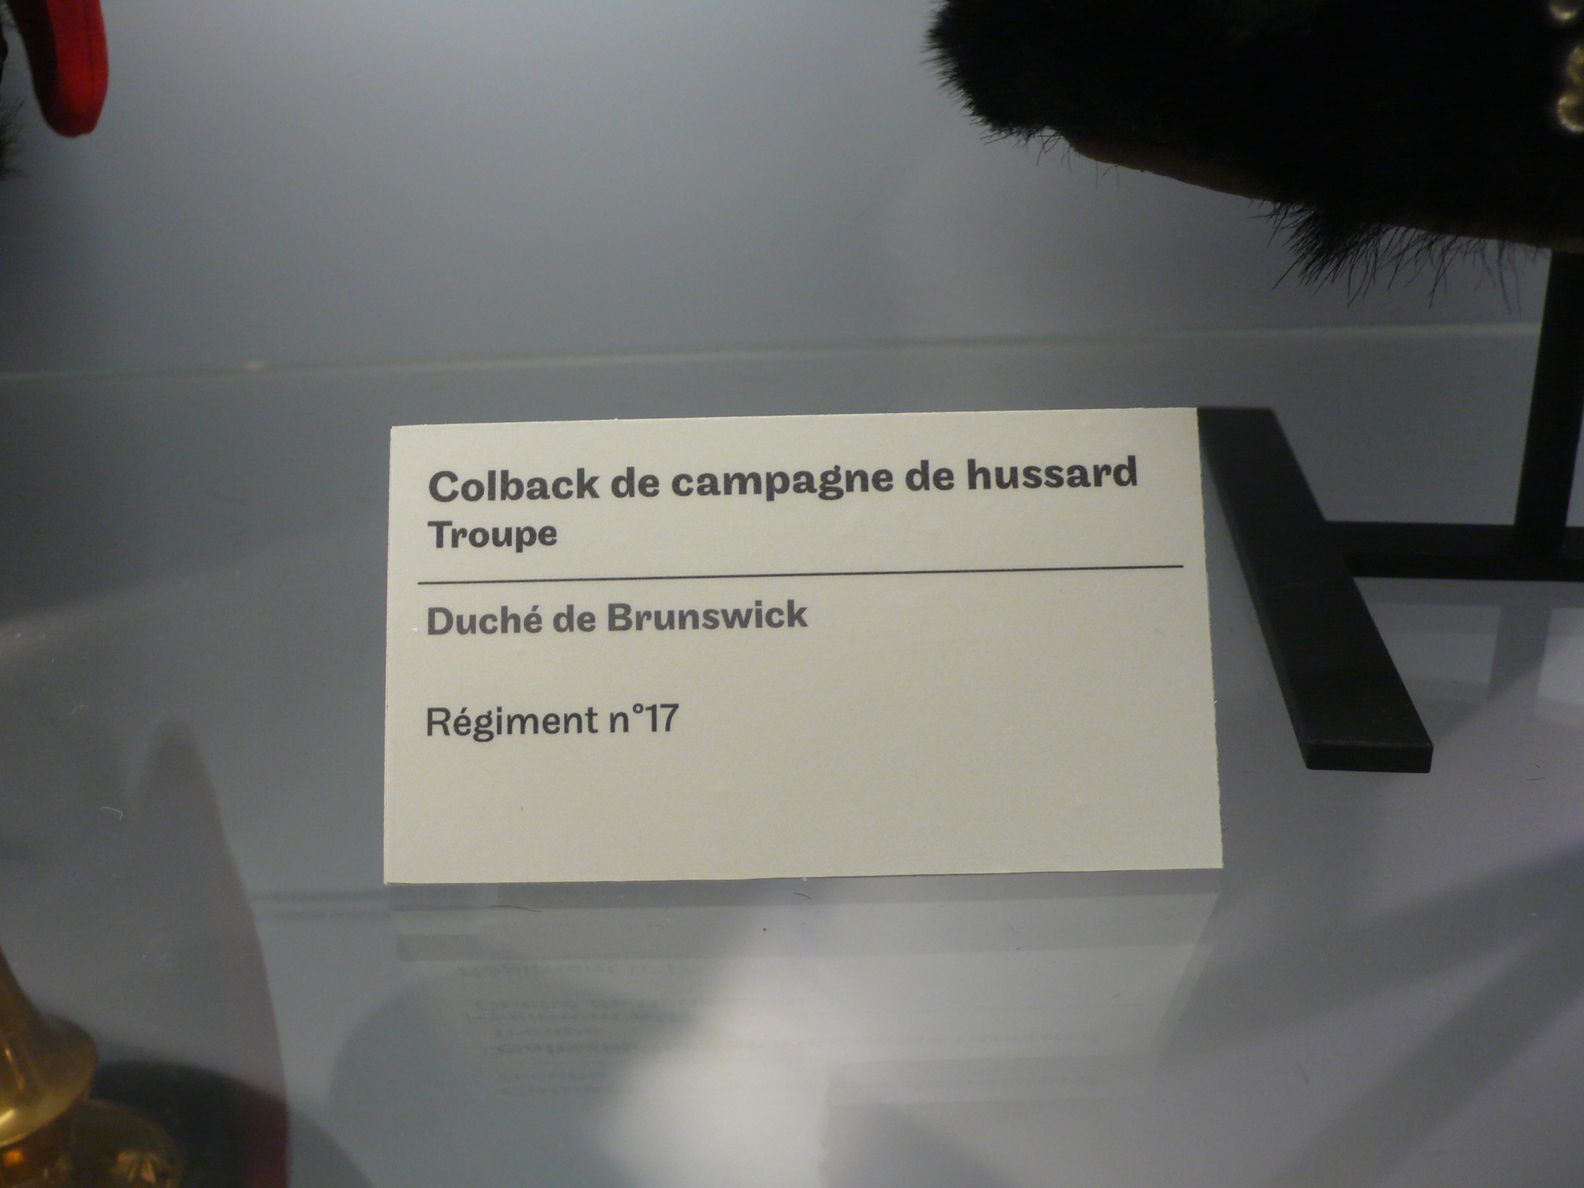 Colback de campagne de hussard
Troupe
Duché de Brunswick
Régiment n°17